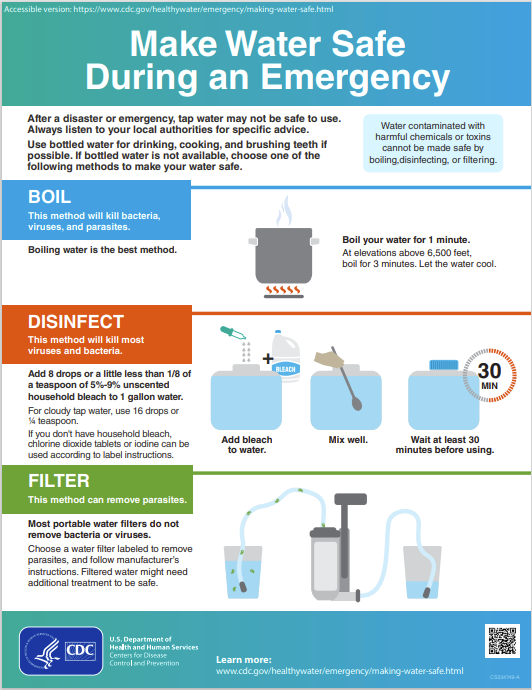 Accessible version: https://www.cdc.gov/healthywater/emergency/making-water-safe.html
Make Water Safe
During an Emergency
After a disaster or emergency, tap water may not be safe to use.
Always listen to your local authorities for specific advice.
Use bottled water for drinking, cooking, and brushing teeth if
possible. If bottled water is not available, choose one of the
following methods to make your water safe.
Water contaminated with
harmful chemicals or toxins
cannot be made safe by
boiling,disinfecting, or filtering.
BOIL
This method will kill bacteria,
viruses, and parasites.
Boiling water is the best method.
Boil your water for 1 minute.
At elevations above 6,500 feet,
boil for 3 minutes. Let the water cool.
DISINFECT
This method will kill most
viruses and bacteria.
Add 8 drops or a little less than 1/8 of
a teaspoon of 5%-9% unscented
household bleach to 1 gallon water.
For cloudy tap water, use 16 drops or
¼ teaspoon.
If you don't have household bleach,
chlorine dioxide tablets or iodine can be
used according to label instructions.
+
BLEACH
30
MIN
Add bleach
to water.
Mix well.
Wait at least 30
minutes before using.
FILTER
This method can remove parasites.
Most portable water filters do not
remove bacteria or viruses.
Choose a water filter labeled to remove
parasites, and follow manufacturer's
instructions. Filtered water might need
additional treatment to be safe.
CDC
U.S. Department of
Health and Human Services
Centers for Disease
Control and Prevention
Learn more:
www.cdc.gov/healthywater/emergency/making-water-safe.html